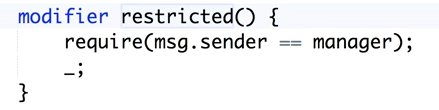 modifier restricted() {
    require(msg.sender == manager);
    _;
}